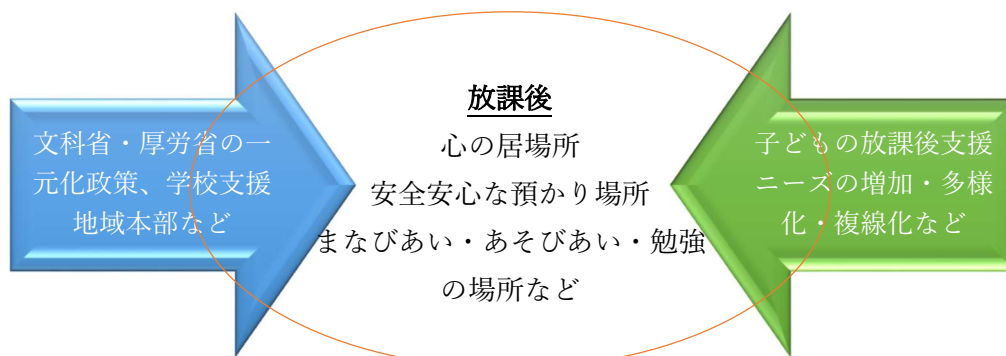 文科省・厚労省の一
元化政策、学校支援
地域本部など
放課後
心の居場所
安全安心な預かり場所
まなびあい・あそびあい・勉強
の場所など
子どもの放課後支援
ニーズの増加・多様
化・複線化など